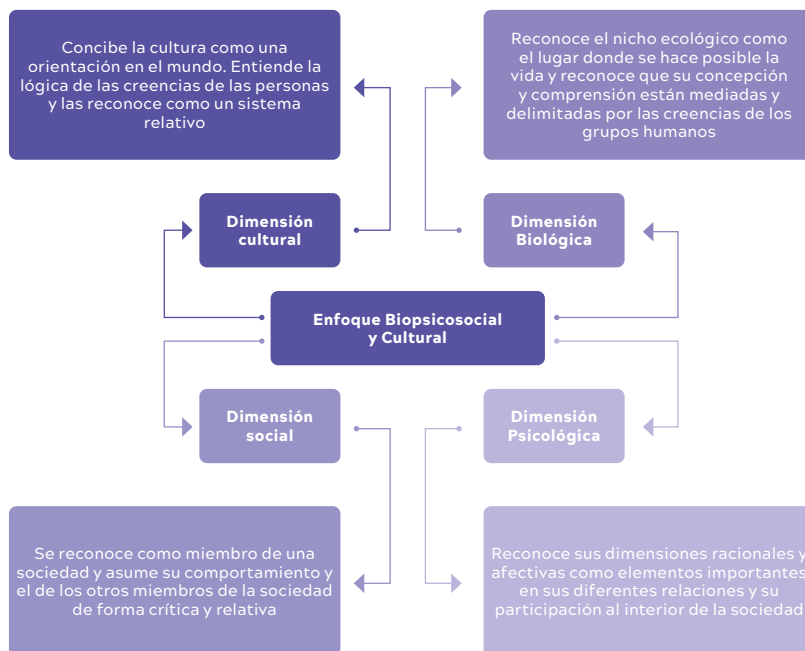 Concibe la cultura como una
orientación en el mundo. Entiende la
lógica de las creencias de las personas
y las reconoce como un sistema
relativo
Reconoce el nicho ecológico como
el lugar donde se hace posible la
vida y reconoce que su concepción
y comprensión están mediadas y
delimitadas por las creencias de los
grupos humanos
Dimensión
cultural
Dimensión
Biológica
Enfoque Biopsicosocial
y Cultural
Dimensión
social
Dimensión
Psicológica
Se reconoce como miembro de una
sociedad y asume su comportamiento y
el de los otros miembros de la sociedad
de forma crítica y relativa
Reconoce sus dimensiones racionales y
afectivas como elementos importantes
en sus diferentes relaciones y su
participación al interior de la sociedad